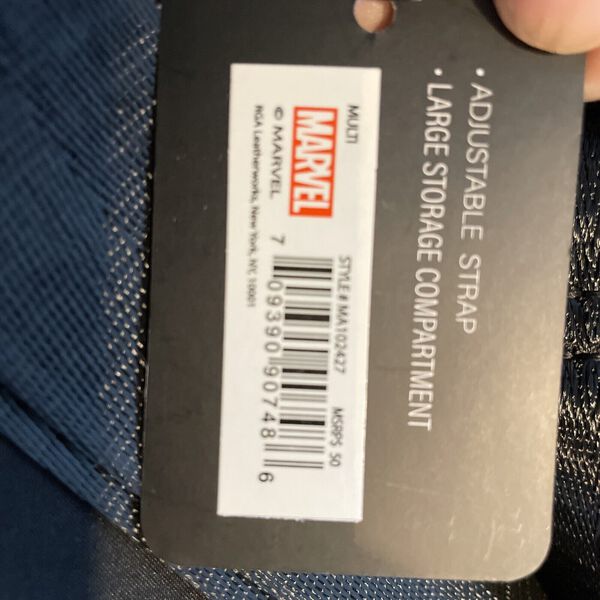 • ADJUSTABLE STRAP
• LARGE STORAGE COMPARTMENT
MULTI
STYLE# MA102427
MSRP$ 50
MARVEL
© MARVEL
RGA Leatherworks, New York, NY, 10001
7 09390 90748 6